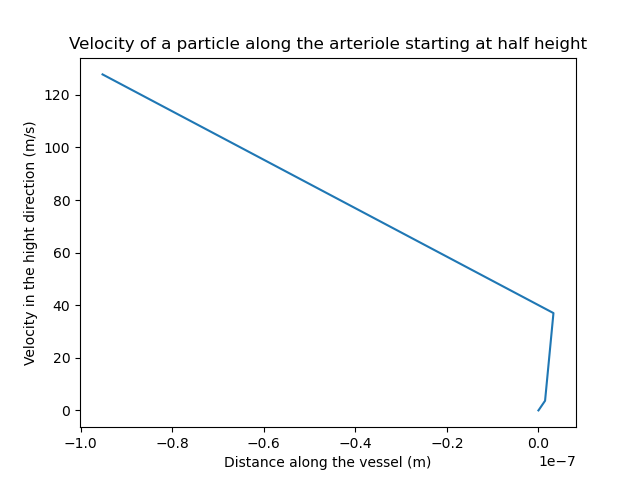 Velocity of a particle along the arteriole starting at half height
Velocity in the hight direction (m/s)
120
100
80
60
40
20
0
−1.0 −0.8 −0.6 −0.4 −0.2 0.0
1e−7
Distance along the vessel (m)